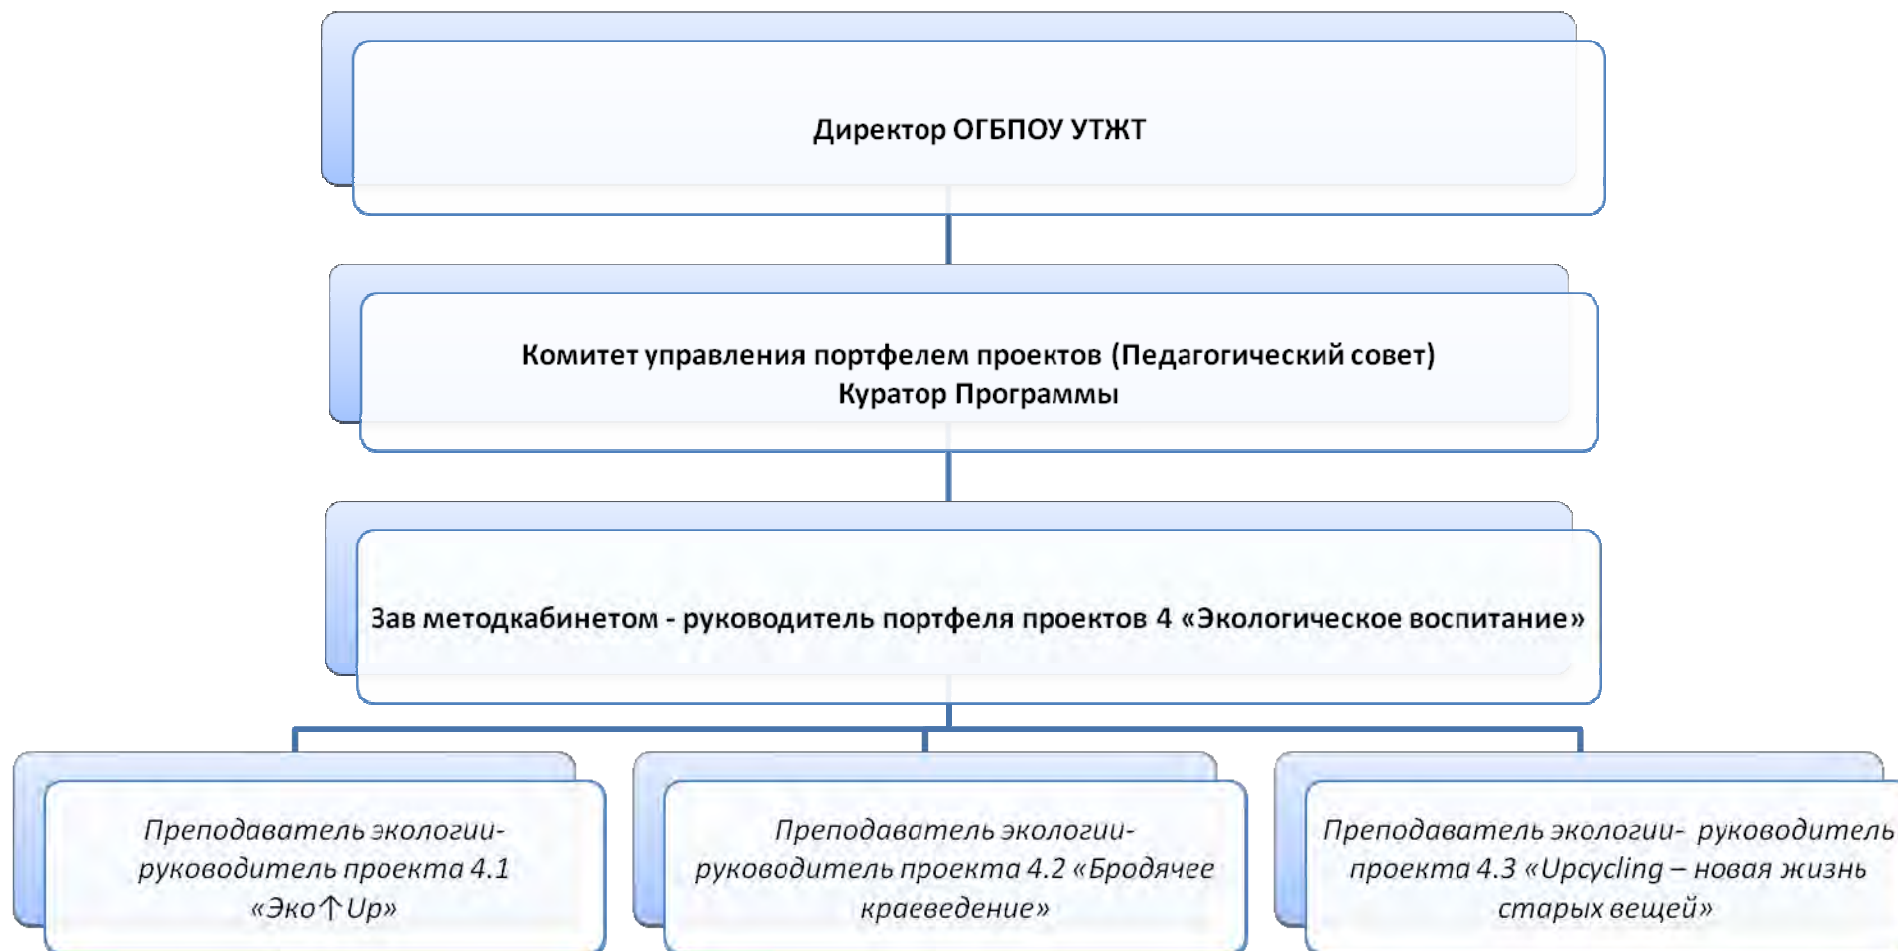 Директор ОГБПОУ УТЖТ
Комитет управления портфелем проектов (Педагогический совет)
Куратор Программы
Зав методкабинетом - руководитель портфеля проектов 4 «Экологическое воспитание»
Преподаватель экологии-
руководитель проекта 4.1
«Эко↑Up»
Преподаватель экологии-
руководитель проекта 4.2 «Бродячее
краеведение»
Преподаватель экологии- руководитель
проекта 4.3 «Upcycling – новая жизнь
старых вещей»